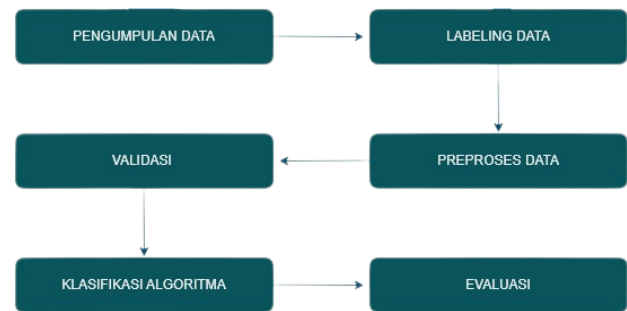 PENGUMPULAN DATA
LABELING DATA
PREPROSES DATA
VALIDASI
KLASIFIKASI ALGORITMA
EVALUASI